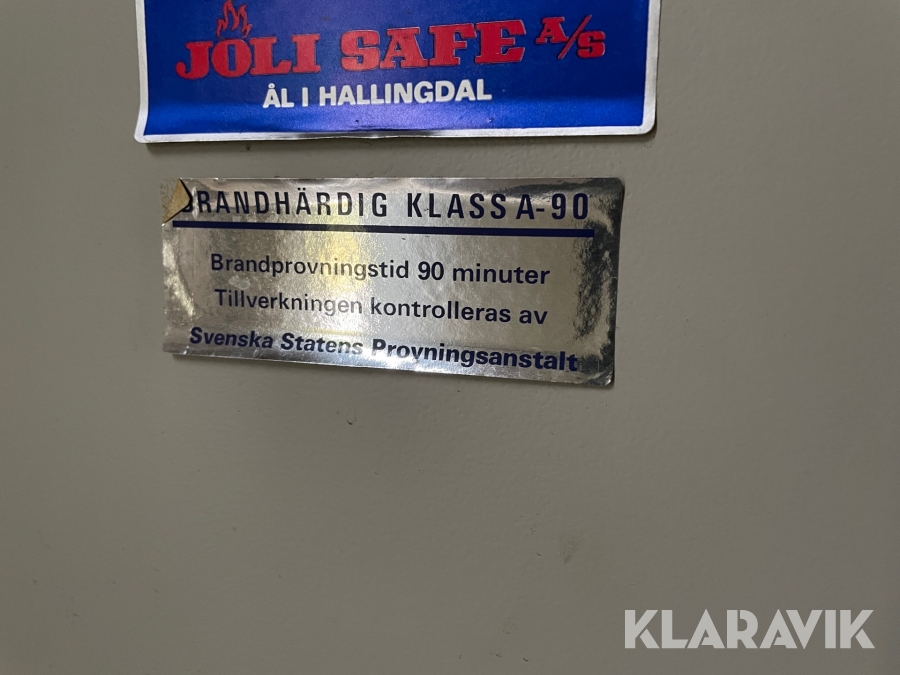 JOLI SAFE A/S
ÅL I HALLINGDAL
BRANDHÄRDIG KLASS A-90
Brandprovningstid 90 minuter
Tillverkningen kontrolleras av
Svenska Statens Provningsanstalt
KLARAVIK